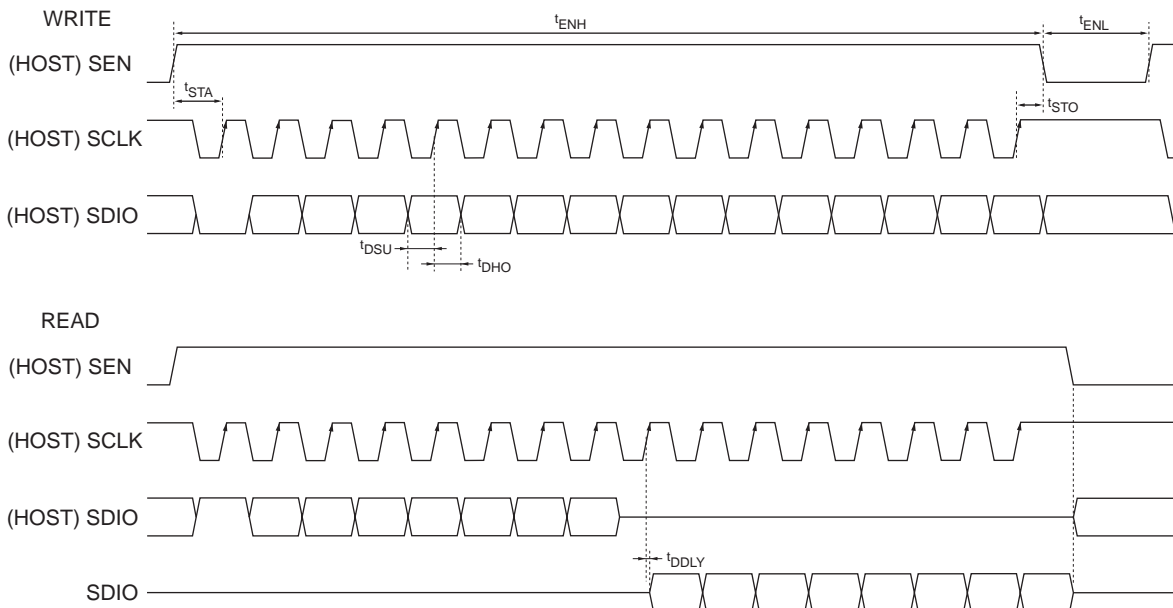 WRITE
tENH
tENL
(HOST) SEN
tSTA
tSTO
(HOST) SCLK
(HOST) SDIO
tDSU
tDHO
READ
(HOST) SEN
(HOST) SCLK
(HOST) SDIO
tDDLY
SDIO